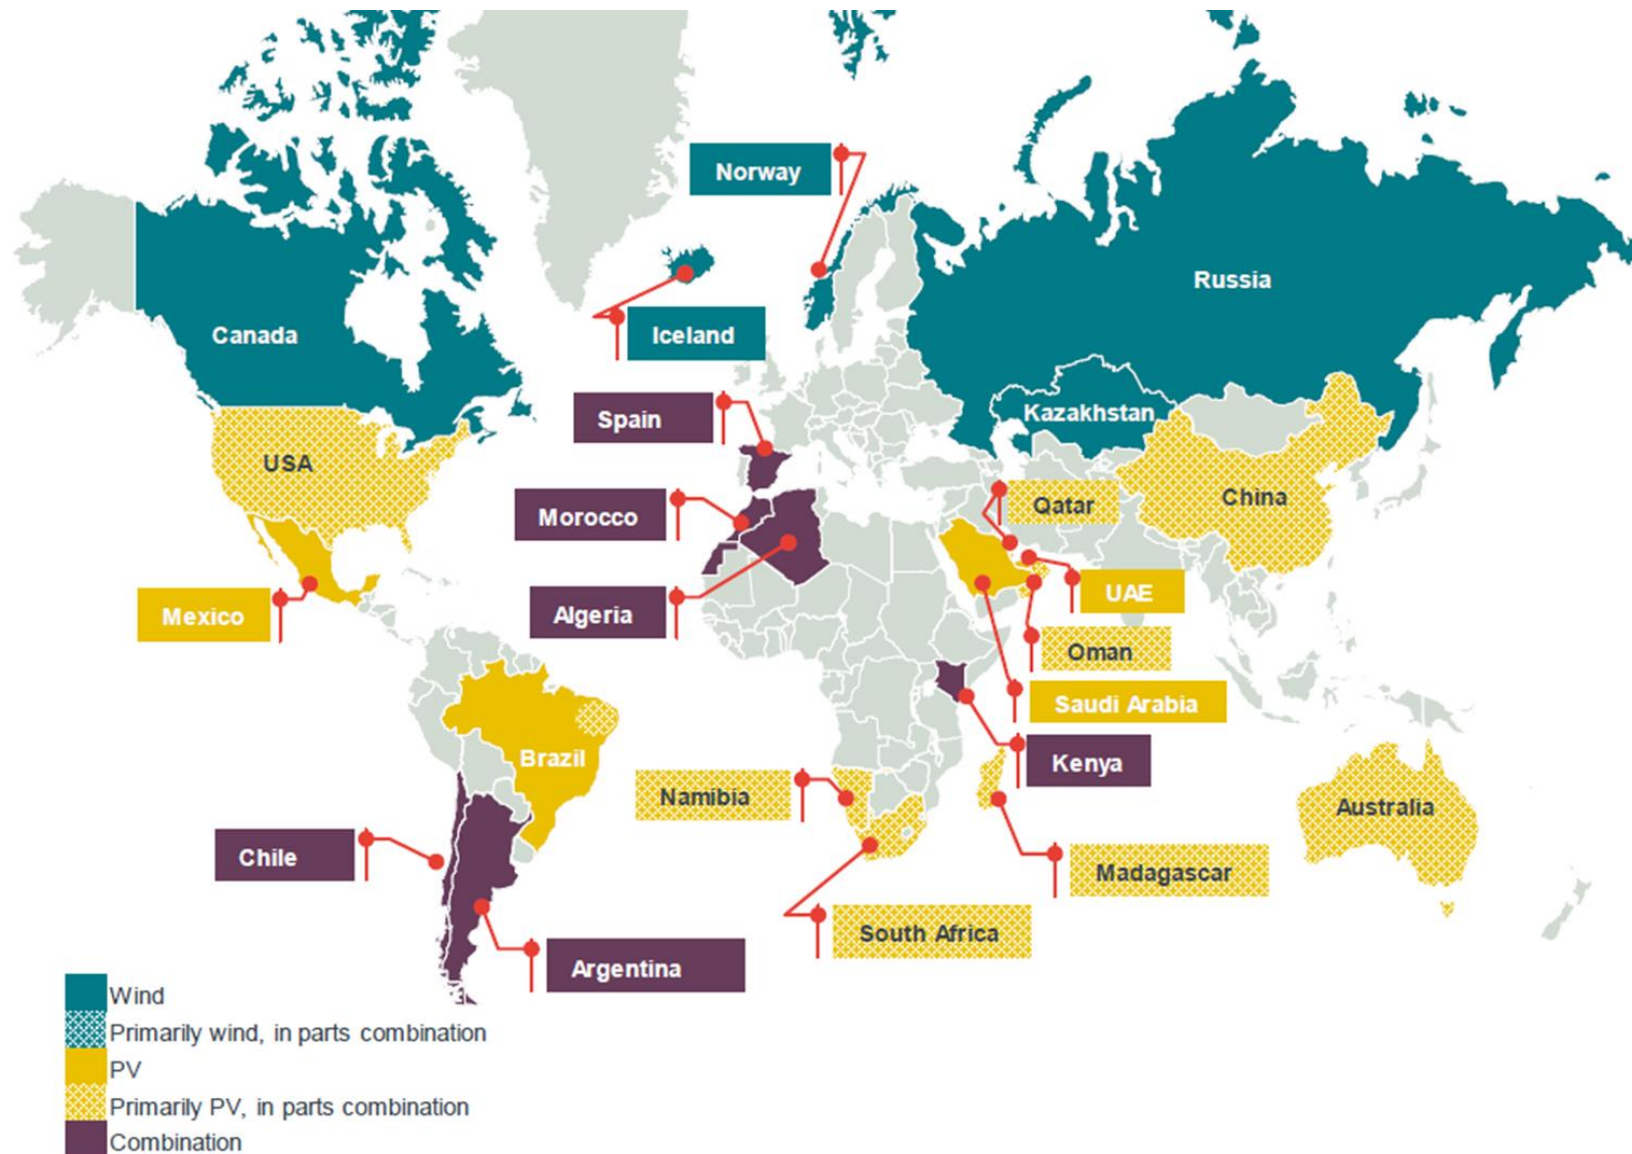 Norway
Russia
Canada
Iceland
Kazakhstan
Spain
USA
China
Qatar
Morocco
UAE
Algeria
Mexico
Oman
Saudi Arabia
Brazil
Kenya
Namibia
Australia
Chile
Madagascar
South Africa
Argentina
Wind
Primarily wind, in parts combination
PV
Primarily PV, in parts combination
Combination